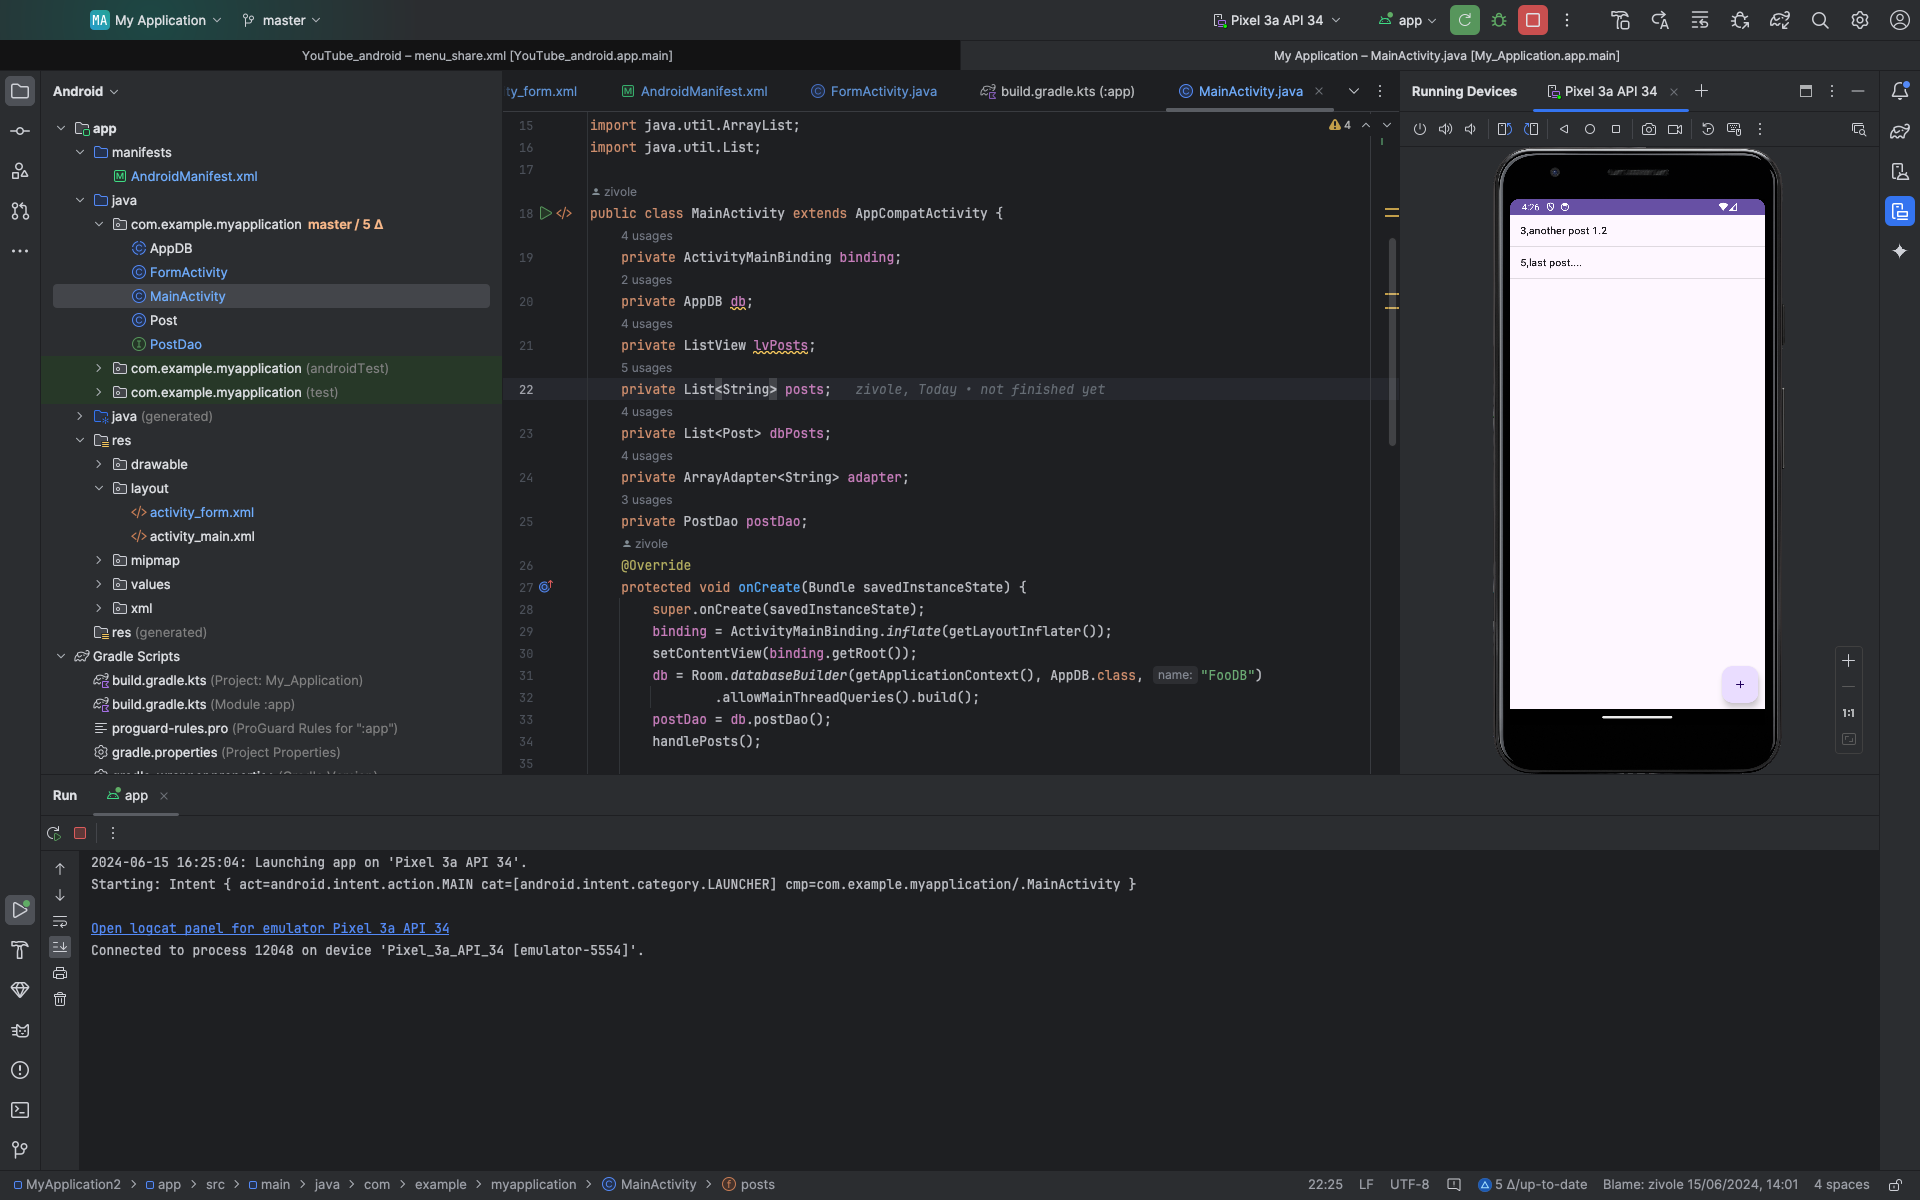 MA My Application
master
Pixel 3a API 34
app
YouTube_android – menu_share.xml [YouTube_android.app.main]
My Application – MainActivity.java [My_Application.app.main]
Android
ty_form.xml
AndroidManifest.xml
FormActivity.java
build.gradle.kts (:app)
MainActivity.java
Running Devices
Pixel 3a API 34
app
manifests
AndroidManifest.xml
java
com.example.myapplication master / 5 Δ
AppDB
FormActivity
MainActivity
Post
PostDao
com.example.myapplication (androidTest)
com.example.myapplication (test)
java (generated)
res
drawable
layout
activity_form.xml
activity_main.xml
mipmap
values
xml
res (generated)
Gradle Scripts
build.gradle.kts (Project: My_Application)
build.gradle.kts (Module :app)
proguard-rules.pro (ProGuard Rules for ":app")
gradle.properties (Project Properties)
4
15 import java.util.ArrayList;
16 import java.util.List;
17
zivole
18 public class MainActivity extends AppCompatActivity {
4 usages
19 private ActivityMainBinding binding;
2 usages
20 private AppDB db;
4 usages
21 private ListView lvPosts;
5 usages
22 private List<String> posts; zivole, Today • not finished yet
4 usages
23 private List<Post> dbPosts;
4 usages
24 private ArrayAdapter<String> adapter;
3 usages
25 private PostDao postDao;
zivole
26 @Override
27 protected void onCreate(Bundle savedInstanceState) {
28 super.onCreate(savedInstanceState);
29 binding = ActivityMainBinding.inflate(getLayoutInflater());
30 setContentView(binding.getRoot());
31 db = Room.databaseBuilder(getApplicationContext(), AppDB.class, name: "FooDB")
32 .allowMainThreadQueries().build();
33 postDao = db.postDao();
34 handlePosts();
35
4:26
3,another post 1.2
5,last post....
+
1:1
Run
app
2024-06-15 16:25:04: Launching app on 'Pixel 3a API 34'.
Starting: Intent { act=android.intent.action.MAIN cat=[android.intent.category.LAUNCHER] cmp=com.example.myapplication/.MainActivity }
Open logcat panel for emulator Pixel 3a API 34
Connected to process 12048 on device 'Pixel_3a_API_34 [emulator-5554]'.
MyApplication2 > app > src > main > java > com > example > myapplication > MainActivity > posts
22:25 LF UTF-8 5 Δ/up-to-date Blame: zivole 15/06/2024, 14:01 4 spaces